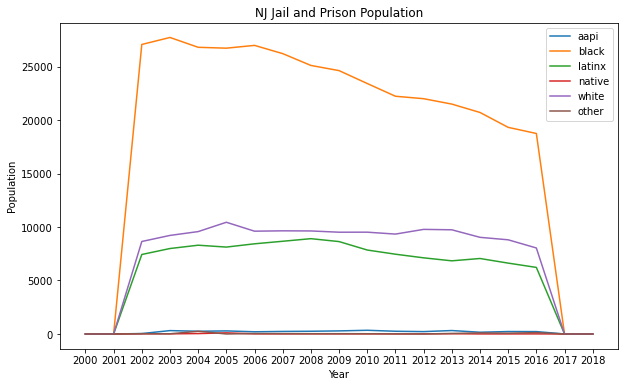 NJ Jail and Prison Population
aapi
black
latinx
native
white
other
25000
20000
15000
10000
5000
0
Population
2000 2001 2002 2003 2004 2005 2006 2007 2008 2009 2010 2011 2012 2013 2014 2015 2016 2017 2018
Year